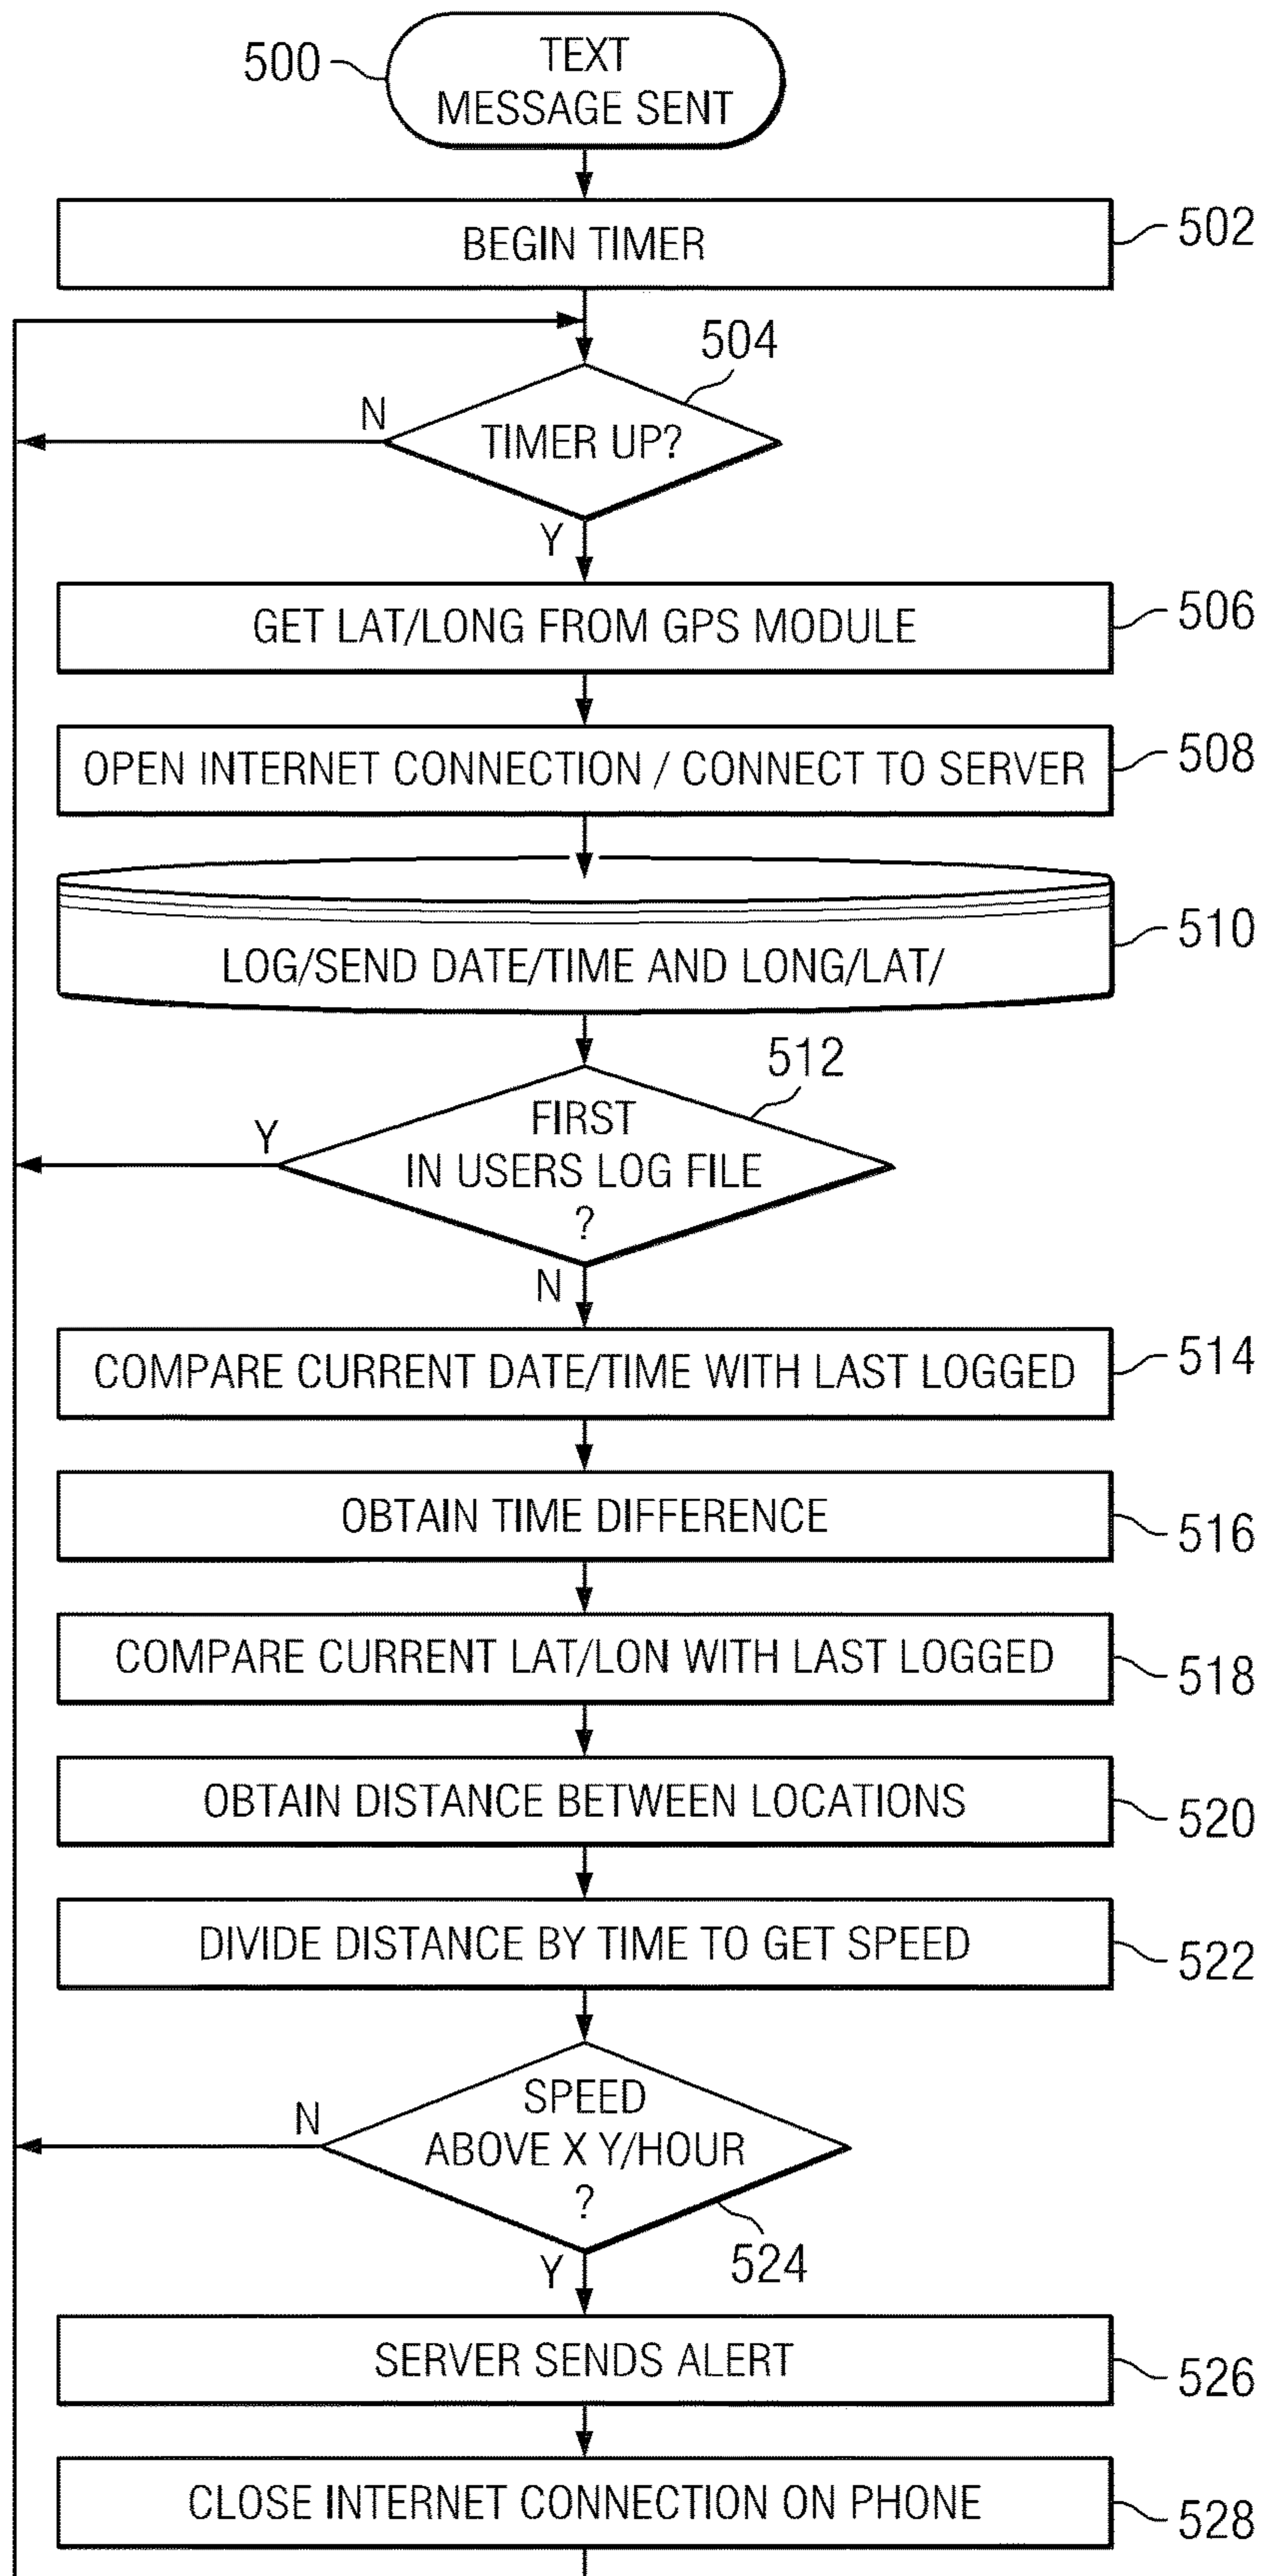 500
TEXT
MESSAGE SENT
BEGIN TIMER
502
504
N
TIMER UP?
Y
GET LAT/LONG FROM GPS MODULE
506
OPEN INTERNET CONNECTION / CONNECT TO SERVER
508
LOG/SEND DATE/TIME AND LONG/LAT/
510
512
FIRST
Y
IN USERS LOG FILE
?
N
COMPARE CURRENT DATE/TIME WITH LAST LOGGED
514
OBTAIN TIME DIFFERENCE
516
COMPARE CURRENT LAT/LON WITH LAST LOGGED
518
OBTAIN DISTANCE BETWEEN LOCATIONS
520
DIVIDE DISTANCE BY TIME TO GET SPEED
522
SPEED
N
ABOVE X Y/HOUR
?
524
Y
SERVER SENDS ALERT
526
CLOSE INTERNET CONNECTION ON PHONE
528